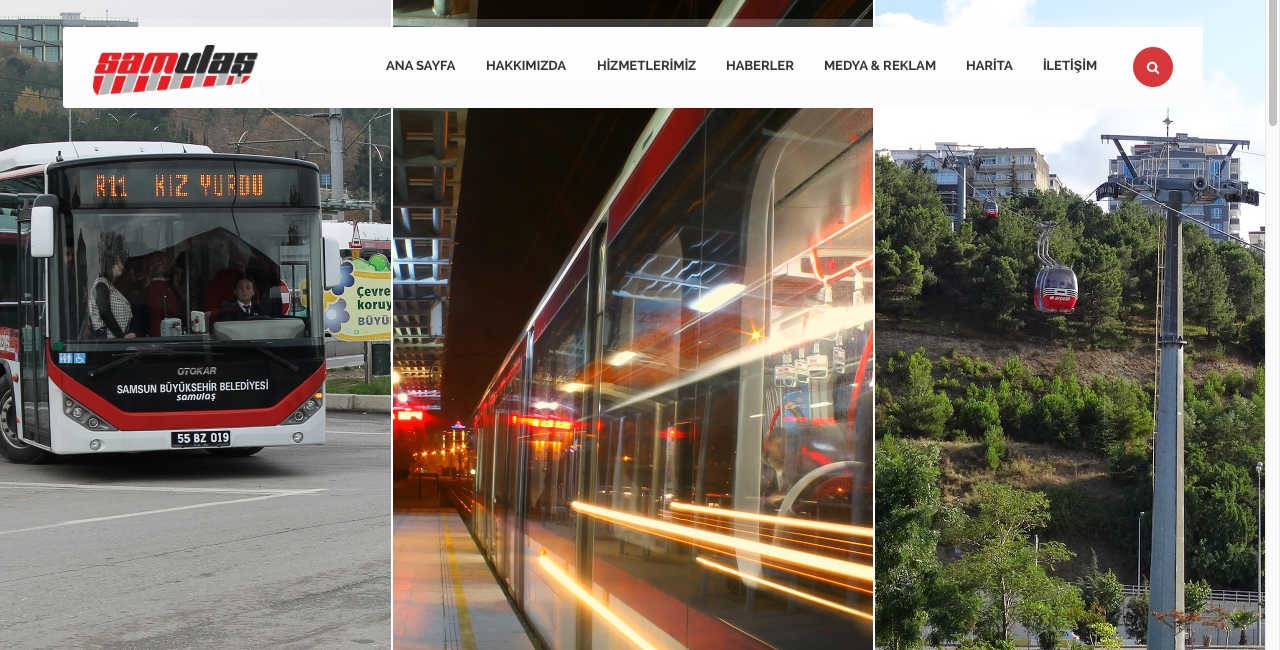 samulaş
ANA SAYFA HAKKIMIZDA HİZMETLERİMİZ HABERLER MEDYA & REKLAM HARİTA İLETİŞİM
R11 KIZ YURDU
Çevre
koruy
BÜYÜ
OTOKAR
SAMSUN BÜYÜKŞEHİR BELEDİYESİ
samulaş
55 BZ 019